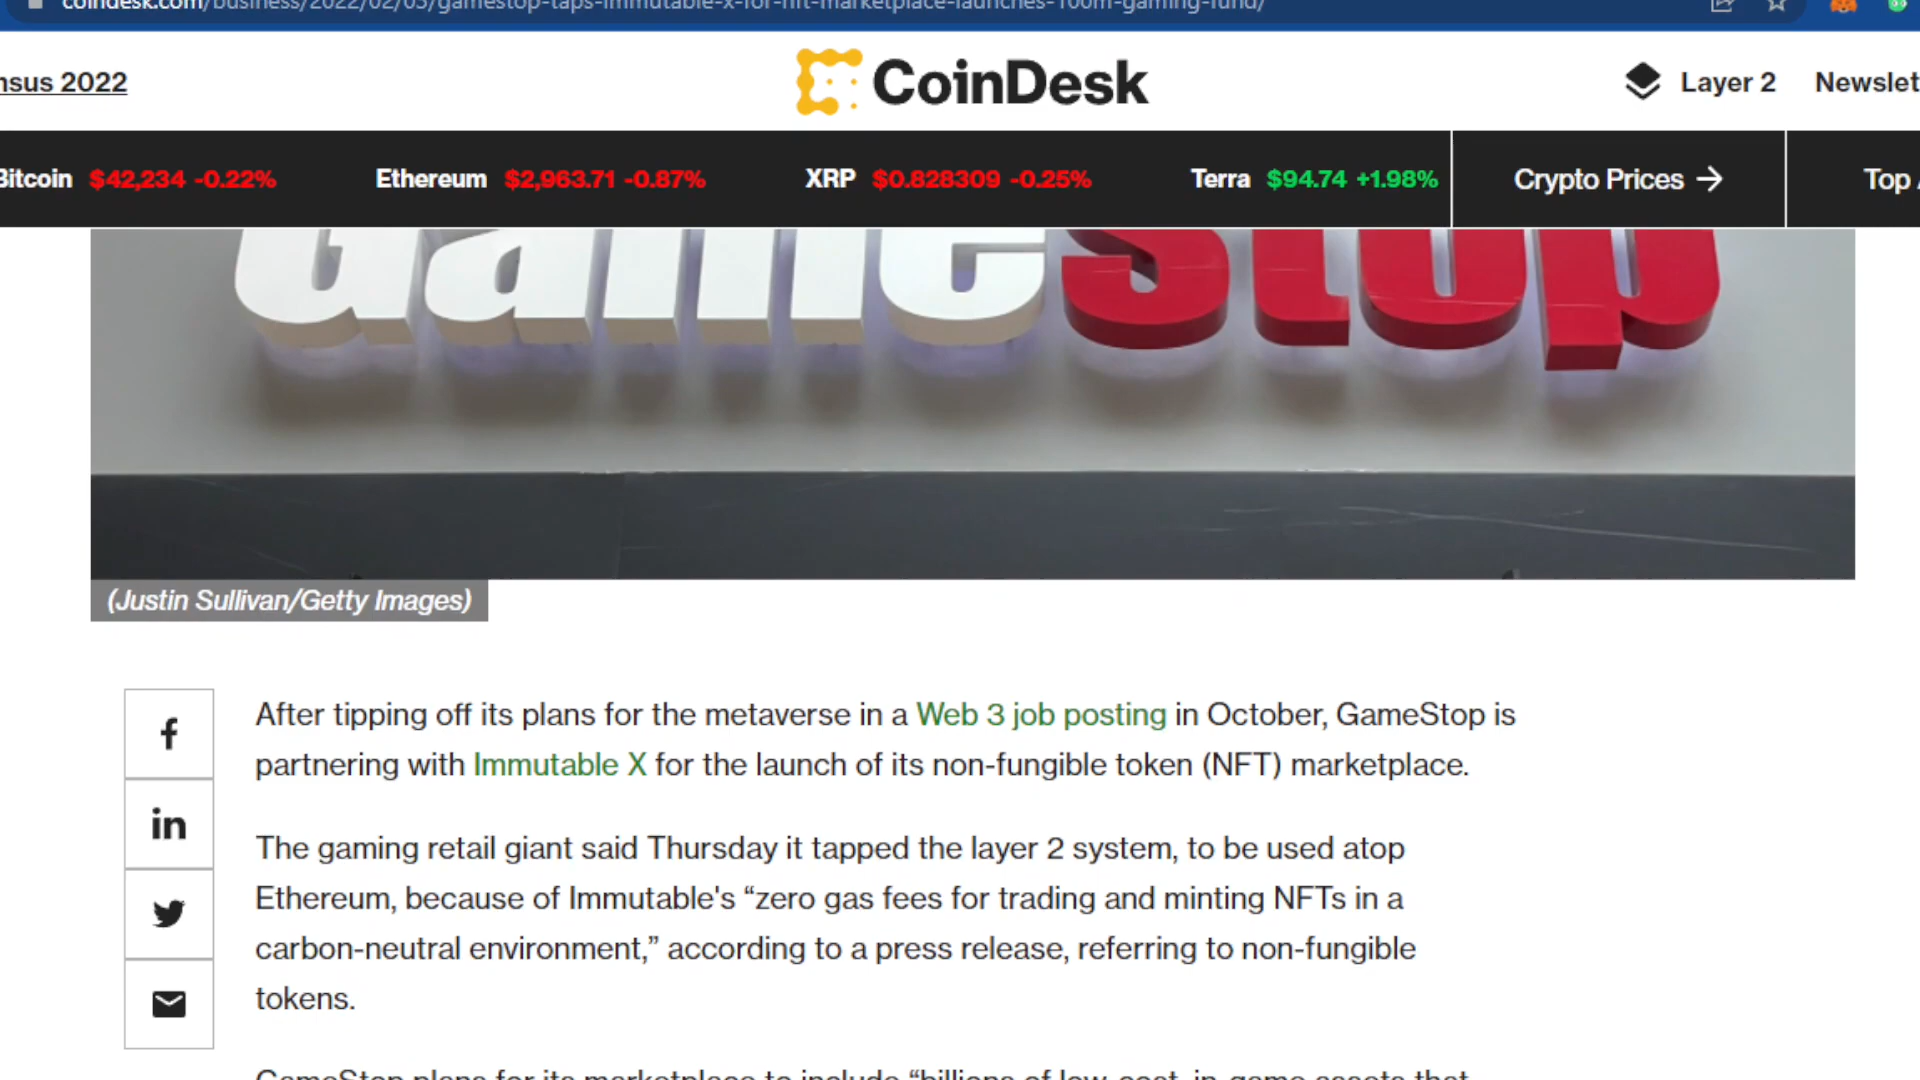 coindesk.com/business/2022/02/03/gamestop-taps-immutable-x-for-nft-marketplace-launches-100m-gaming-fund/
nsus 2022
CoinDesk
Layer 2
Newslet
Bitcoin $42,234 -0.22%
Ethereum $2,963.71 -0.87%
XRP $0.828309 -0.25%
Terra $94.74 +1.98%
Crypto Prices →
Top
Gamestop
(Justin Sullivan/Getty Images)
After tipping off its plans for the metaverse in a Web 3 job posting in October, GameStop is
partnering with Immutable X for the launch of its non-fungible token (NFT) marketplace.
The gaming retail giant said Thursday it tapped the layer 2 system, to be used atop
Ethereum, because of Immutable's “zero gas fees for trading and minting NFTs in a
carbon-neutral environment,” according to a press release, referring to non-fungible
tokens.
GameStop plans for its marketplace to include “billions of low-cost, in-game assets that